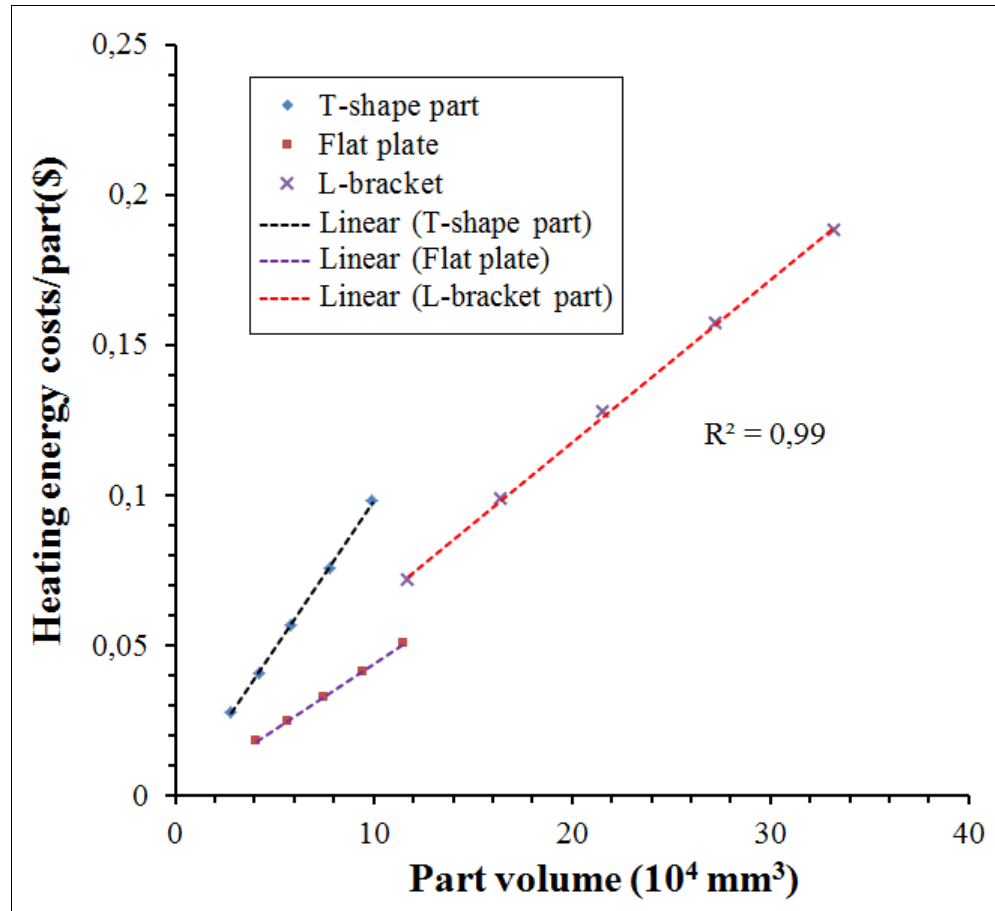 0,25
0,2
0,15
0,1
0,05
0
Heating energy costs/part($)
T-shape part
Flat plate
L-bracket
Linear (T-shape part)
Linear (Flat plate)
Linear (L-bracket part)
R² = 0,99
0 10 20 30 40
Part volume (10⁴ mm³)